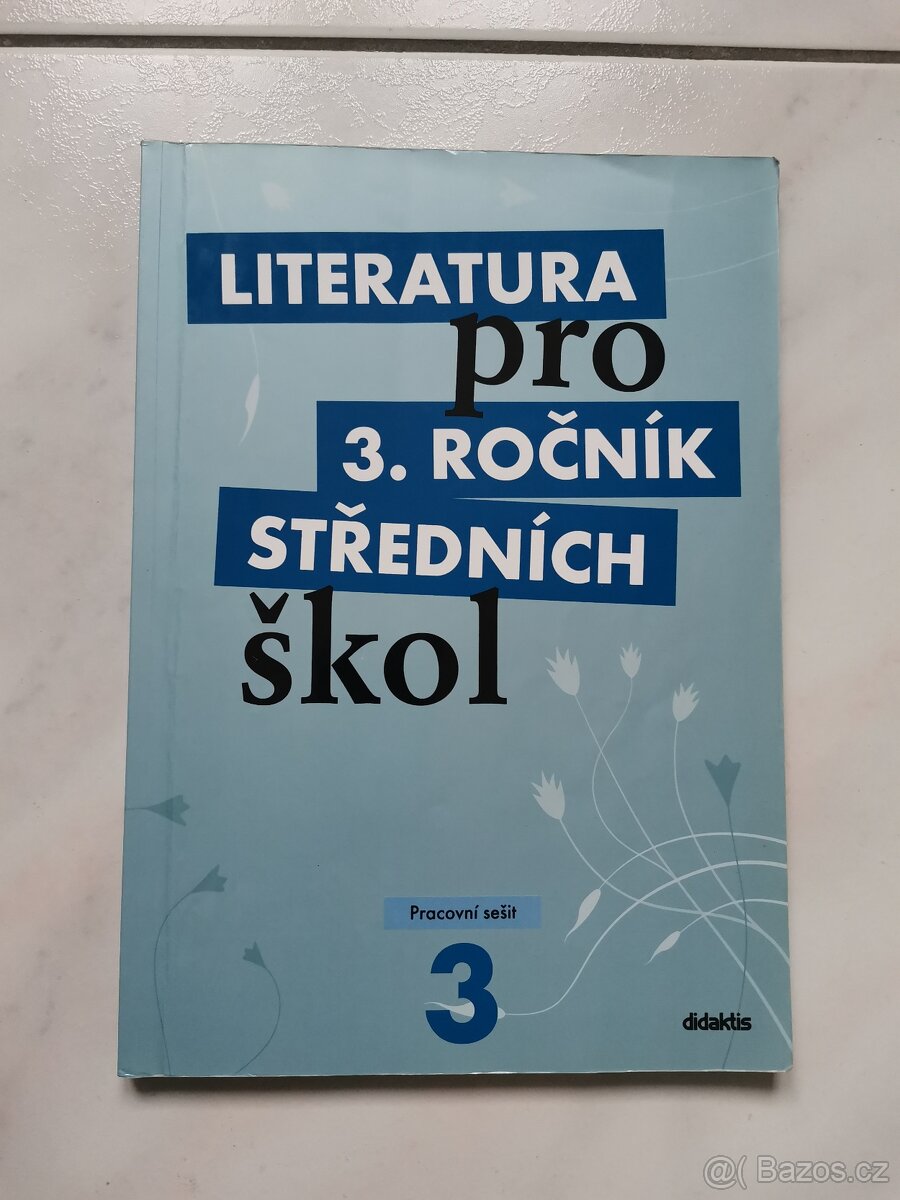 LITERATURA
pro
3. ROČNÍK
STŘEDNÍCH
škol
Pracovní sešit
3
didaktis
@( Bazos.cz